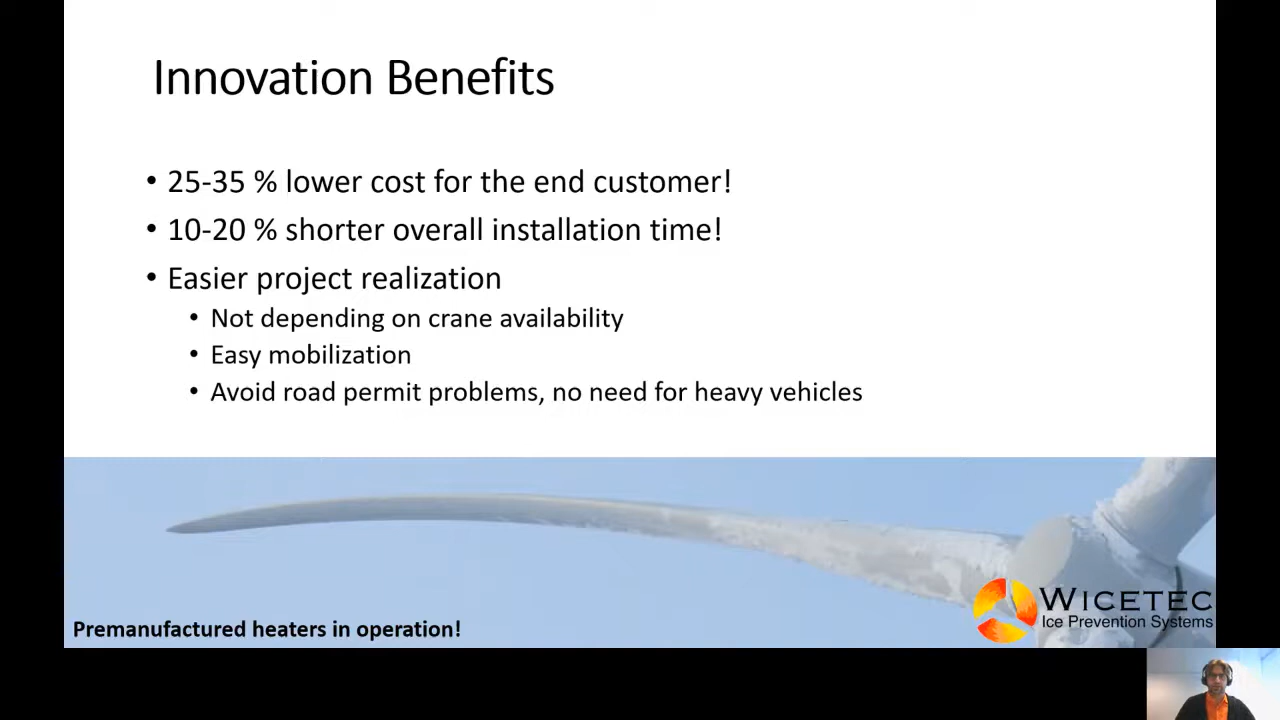 Innovation Benefits
• 25-35 % lower cost for the end customer!
• 10-20 % shorter overall installation time!
• Easier project realization
• Not depending on crane availability
• Easy mobilization
• Avoid road permit problems, no need for heavy vehicles
Premanufactured heaters in operation!
WICETEC
Ice Prevention Systems